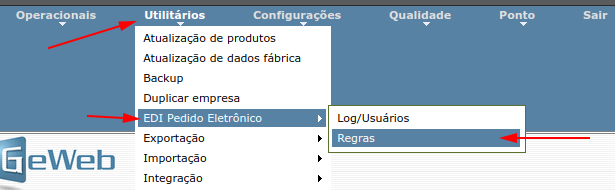 Operacionais Utilitários Configurações Qualidade Ponto Sair
Atualização de produtos
Atualização de dados fábrica
Backup
Duplicar empresa
EDI Pedido Eletrônico
Log/Usuários
Regras
Exportação
Importação
Integração
GeWeb